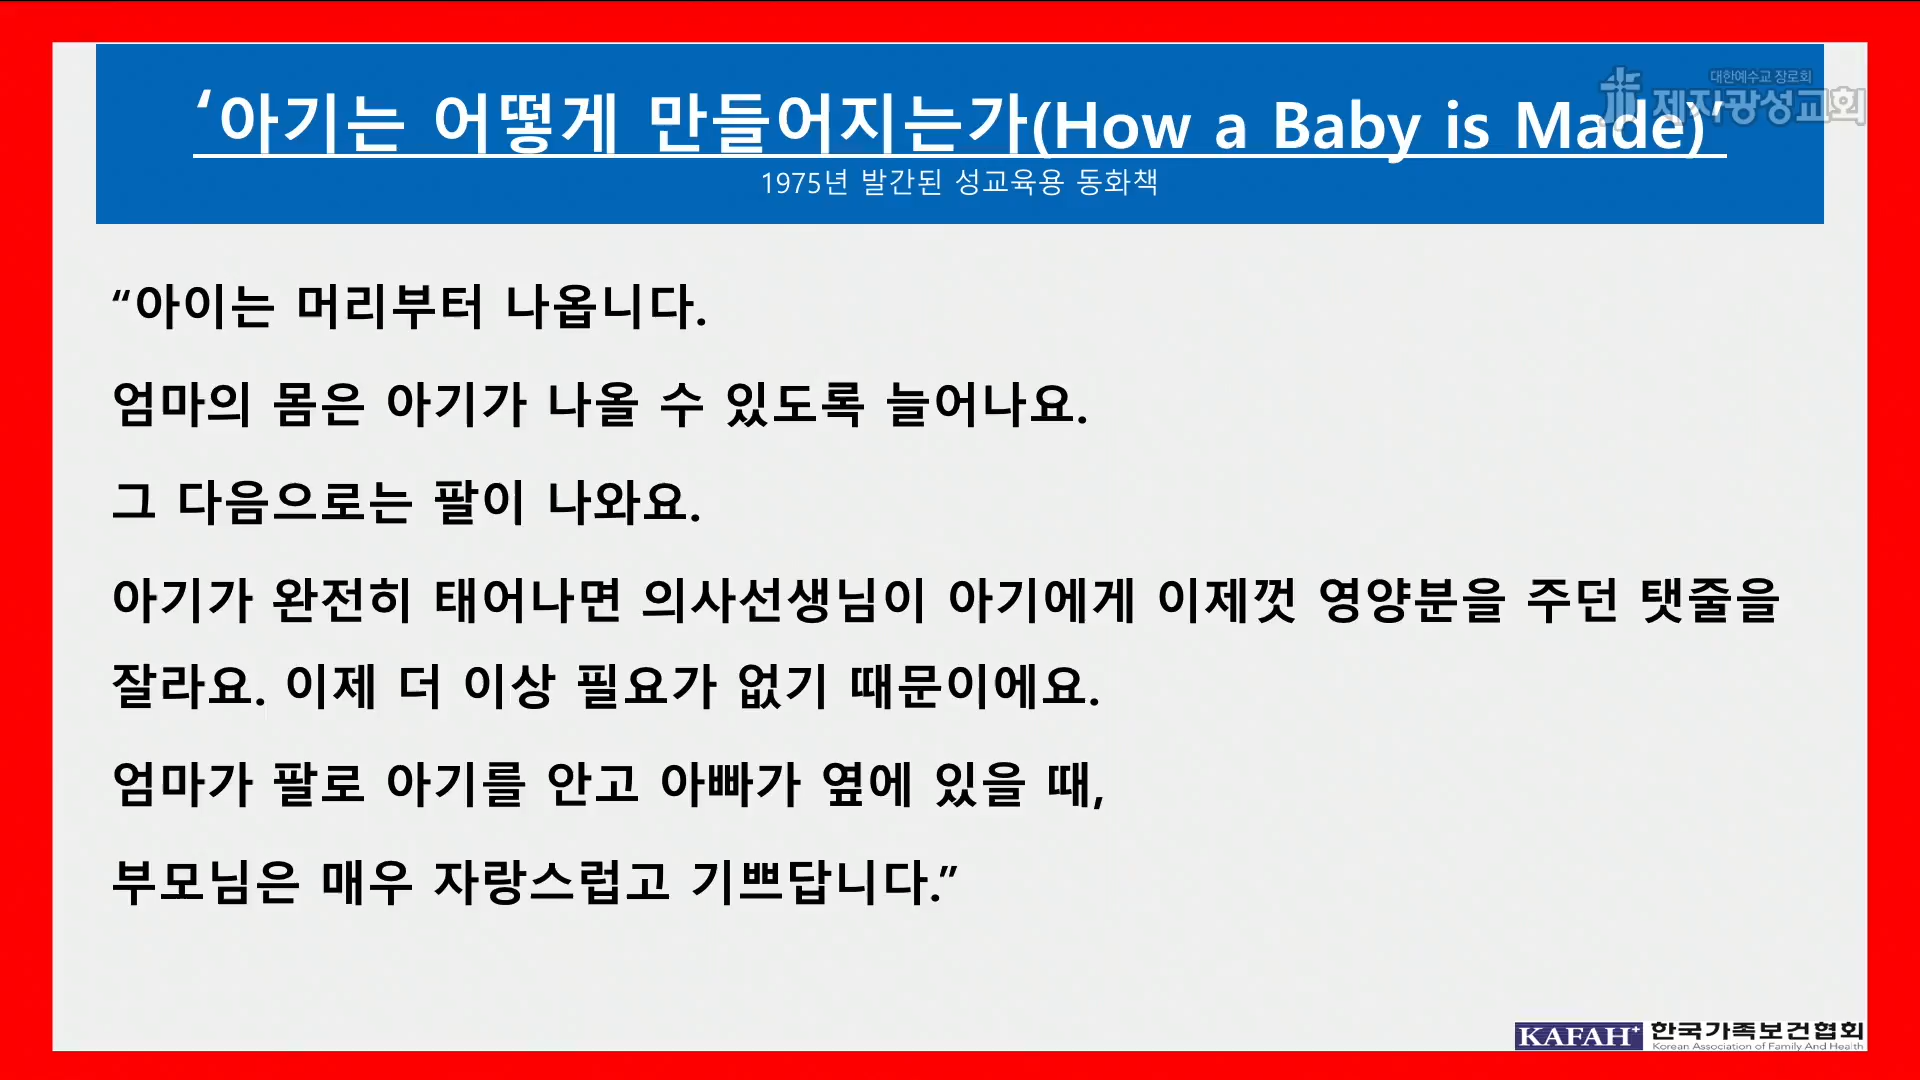 대한예수교 장로회
제자광성교회
‘아기는 어떻게 만들어지는가(How a Baby is Made)’
1975년 발간된 성교육용 동화책
“아이는 머리부터 나옵니다.
엄마의 몸은 아기가 나올 수 있도록 늘어나요.
그 다음으로는 팔이 나와요.
아기가 완전히 태어나면 의사선생님이 아기에게 이제껏 영양분을 주던 탯줄을
잘라요. 이제 더 이상 필요가 없기 때문이에요.
엄마가 팔로 아기를 안고 아빠가 옆에 있을 때,
부모님은 매우 자랑스럽고 기쁘답니다.”
KAFAH+ 한국가족보건협회
Korean Association of Family And Health